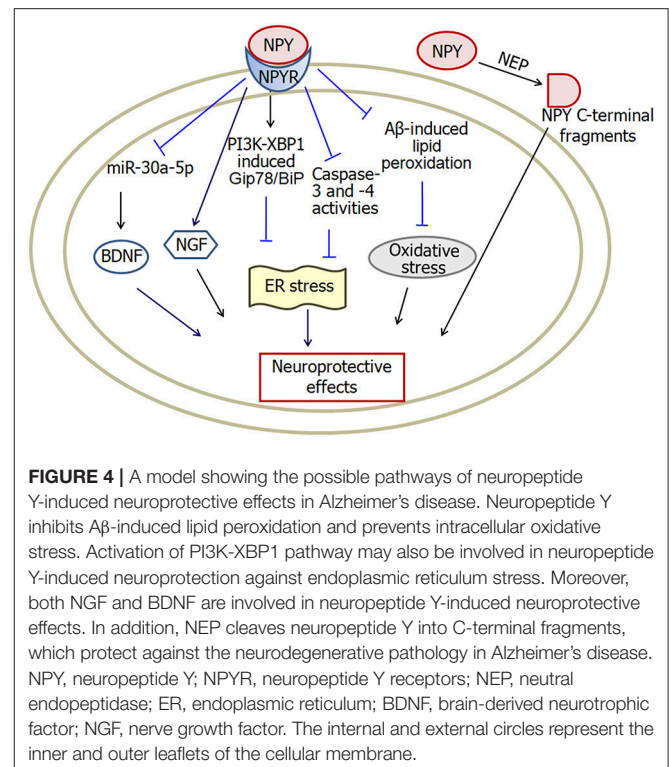 NPY
NPYR
NPY
NEP
NPY C-terminal
fragments
miR-30a-5p
PI3K-XBP1
induced
Gip78/BiP
Caspase-
3 and -4
activities
Aβ-induced
lipid
peroxidation
BDNF
NGF
ER stress
Oxidative
stress
Neuroprotective
effects
FIGURE 4 | A model showing the possible pathways of neuropeptide
Y-induced neuroprotective effects in Alzheimer’s disease. Neuropeptide Y
inhibits Aβ-induced lipid peroxidation and prevents intracellular oxidative
stress. Activation of PI3K-XBP1 pathway may also be involved in neuropeptide
Y-induced neuroprotection against endoplasmic reticulum stress. Moreover,
both NGF and BDNF are involved in neuropeptide Y-induced neuroprotective
effects. In addition, NEP cleaves neuropeptide Y into C-terminal fragments,
which protect against the neurodegenerative pathology in Alzheimer’s disease.
NPY, neuropeptide Y; NPYR, neuropeptide Y receptors; NEP, neutral
endopeptidase; ER, endoplasmic reticulum; BDNF, brain-derived neurotrophic
factor; NGF, nerve growth factor. The internal and external circles represent the
inner and outer leaflets of the cellular membrane.